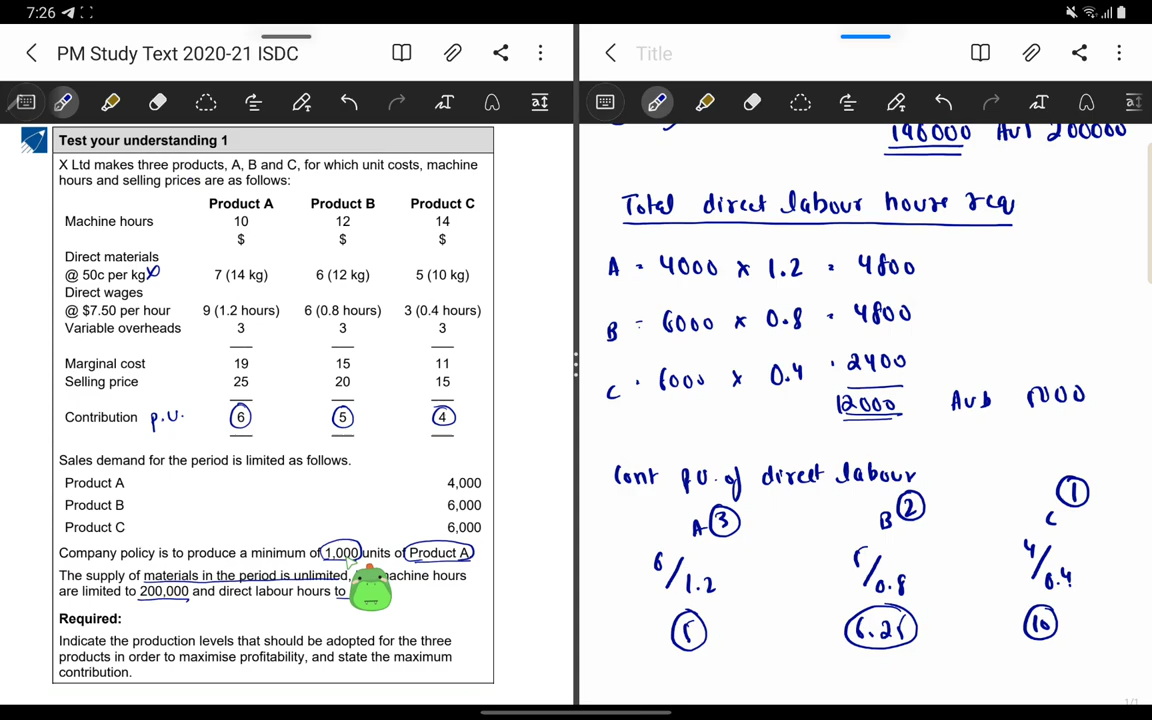 7:26
PM Study Text 2020-21 ISDC
Test your understanding 1
X Ltd makes three products, A, B and C, for which unit costs, machine
hours and selling prices are as follows:
Product A Product B Product C
Machine hours 10 12 14
$ $ $
Direct materials
@ 50c per kg 7 (14 kg) 6 (12 kg) 5 (10 kg)
Direct wages
@ $7.50 per hour 9 (1.2 hours) 6 (0.8 hours) 3 (0.4 hours)
Variable overheads 3 3 3
Marginal cost 19 15 11
Selling price 25 20 15
Contribution p.U. 6 5 4
Sales demand for the period is limited as follows.
Product A 4,000
Product B 6,000
Product C 6,000
Company policy is to produce a minimum of 1,000 units of Product A
The supply of materials in the period is unlimited, machine hours
are limited to 200,000 and direct labour hours to
Required:
Indicate the production levels that should be adopted for the three
products in order to maximise profitability, and state the maximum
contribution.
Title
196000 Avl 200000
Total direct labour hours req
A = 4000 x 1.2 = 4800
B = 6000 x 0.8 = 4800
C = 6000 x 0.4 = 2400
12000 Avb 5000
Cont p.U. of direct labour
A 3 B 2 C 1
6/1.2 5/0.8 4/0.4
5 6.25 10
1/1